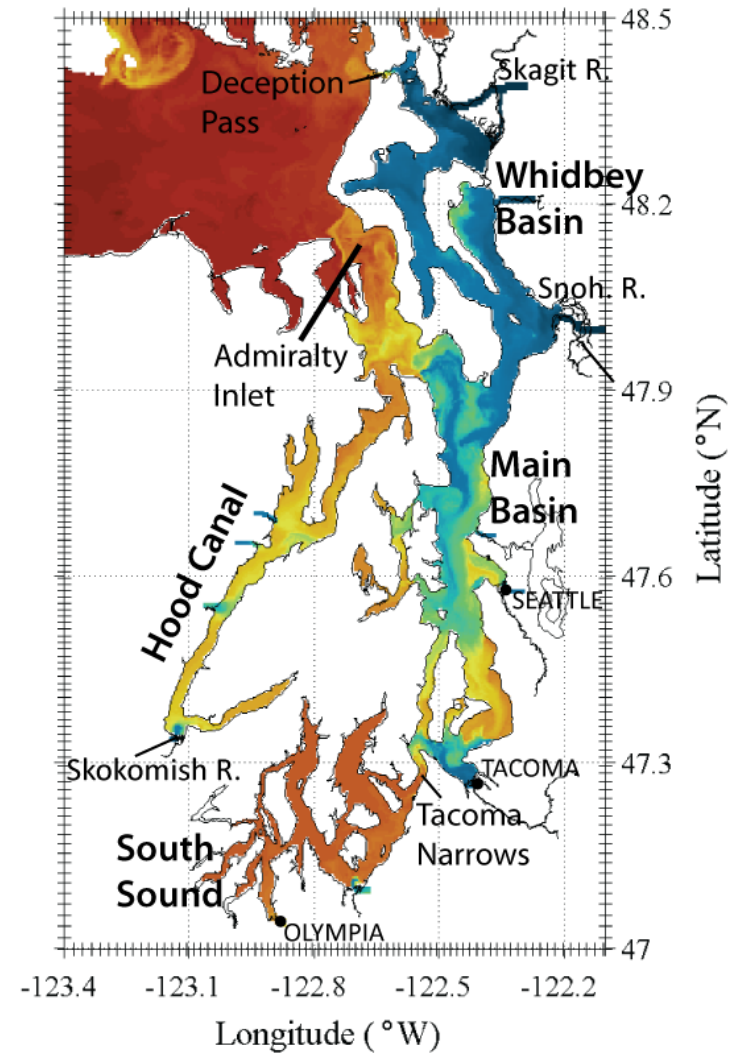 48.5
Skagit R.
Deception
Pass
Whidbey
Basin
48.2
Snoh. R.
Admiralty
Inlet
47.9
Main
Basin
Hood Canal
47.6
SEATTLE
Skokomish R.
47.3
TACOMA
Tacoma
Narrows
South
Sound
OLYMPIA
47
Latitude (°N)
-123.4 -123.1 -122.8 -122.5 -122.2
Longitude (°W)